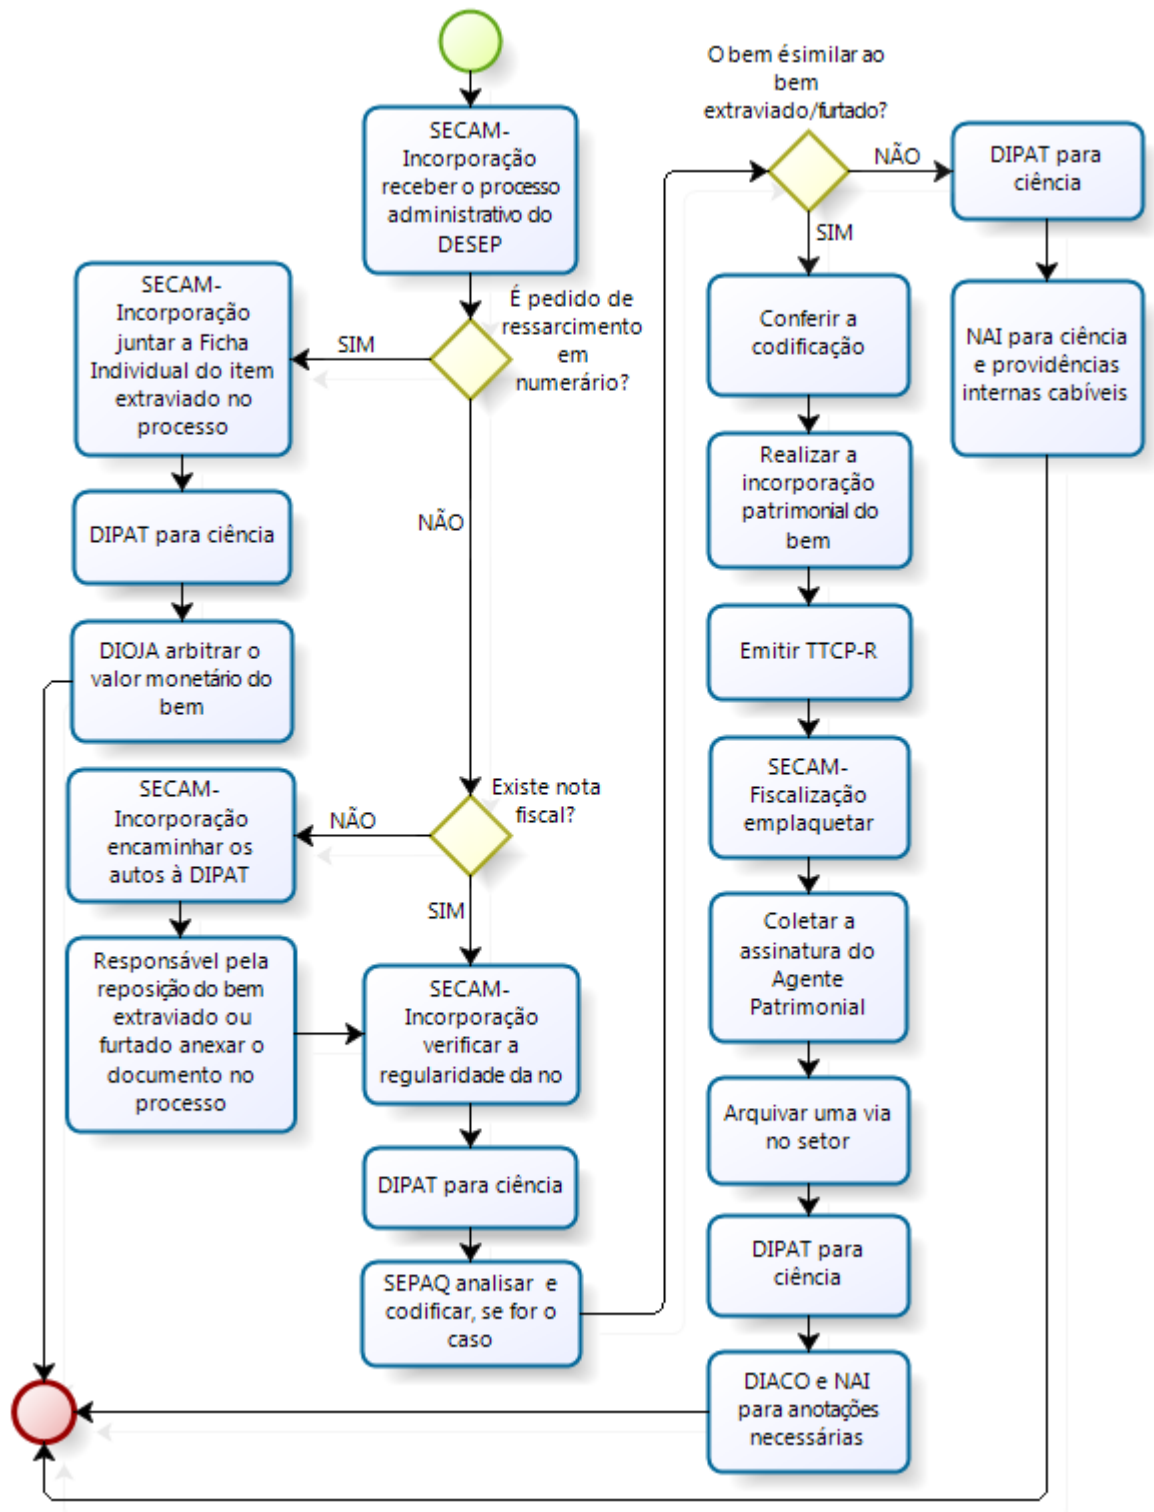 SECAM-
Incorporação
receber o processo
administrativo do
DESEP
É pedido de
ressarcimento
em
numerário?
SIM
SECAM-
Incorporação
juntar a Ficha
Individual do item
extraviado no
processo
DIPAT para ciência
DIOJA arbitrar o
valor monetário do
bem
NÃO
Existe nota
fiscal?
NÃO
SECAM-
Incorporação
encaminhar os
autos à DIPAT
Responsável pela
reposição do bem
extraviado ou
furtado anexar o
documento no
processo
SIM
SECAM-
Incorporação
verificar a
regularidade da no
DIPAT para ciência
SEPAQ analisar e
codificar, se for o
caso
O bem é similar ao
bem
extraviado/furtado?
NÃO
DIPAT para
ciência
NAI para ciência
e providências
internas cabíveis
SIM
Conferir a
codificação
Realizar a
incorporação
patrimonial do
bem
Emitir TTCP-R
SECAM-
Fiscalização
emplaquetar
Coletar a
assinatura do
Agente
Patrimonial
Arquivar uma via
no setor
DIPAT para
ciência
DIACO e NAI
para anotações
necessárias